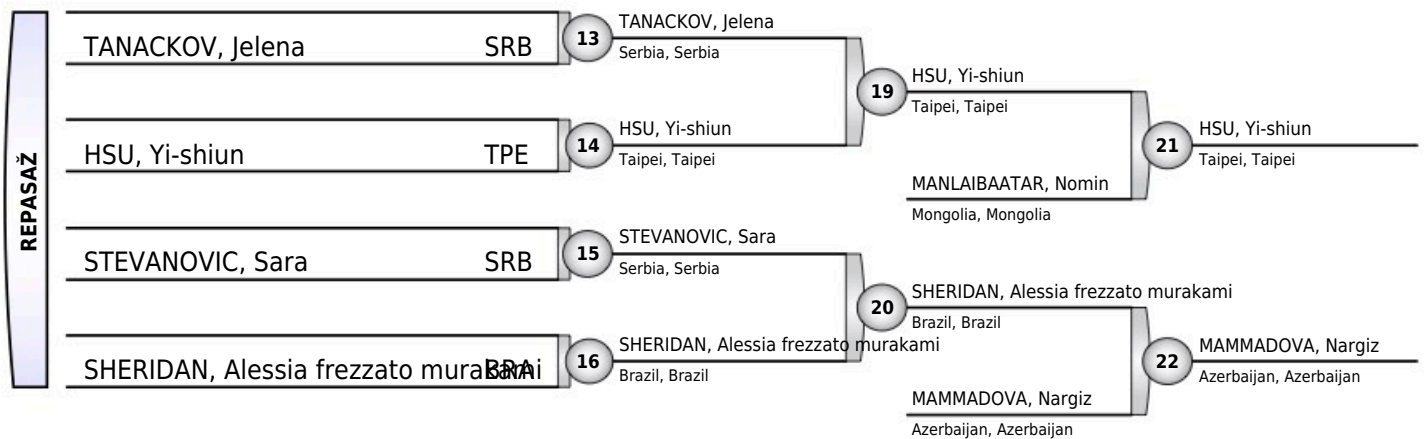 REPASAŽ
TANACKOV, Jelena SRB
13
TANACKOV, Jelena
Serbia, Serbia
HSU, Yi-shiun TPE
14
HSU, Yi-shiun
Taipei, Taipei
19
HSU, Yi-shiun
Taipei, Taipei
MANLAIBAATAR, Nomin
Mongolia, Mongolia
21
HSU, Yi-shiun
Taipei, Taipei
STEVANOVIC, Sara SRB
15
STEVANOVIC, Sara
Serbia, Serbia
SHERIDAN, Alessia frezzato murakami BRA
16
SHERIDAN, Alessia frezzato murakami
Brazil, Brazil
20
SHERIDAN, Alessia frezzato murakami
Brazil, Brazil
MAMMADOVA, Nargiz
Azerbaijan, Azerbaijan
22
MAMMADOVA, Nargiz
Azerbaijan, Azerbaijan